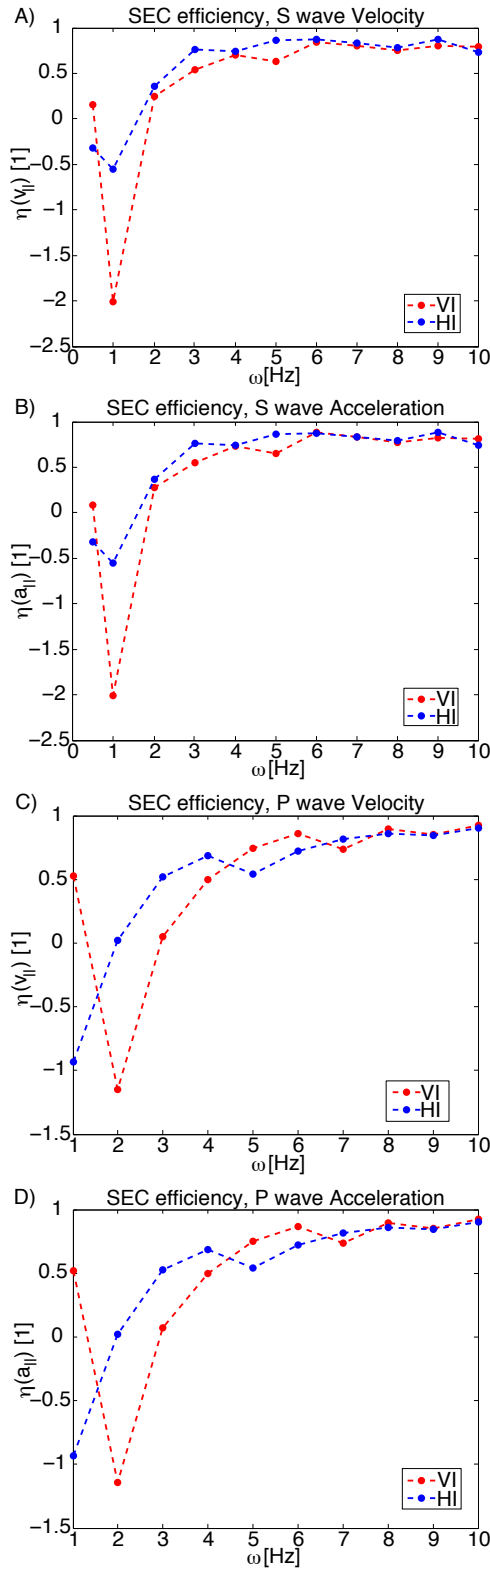 A)
SEC efficiency, S wave Velocity
1
0.5
0
−0.5
−1
−1.5
−2
−2.5
η(v||) [1]
VI
HI
0 1 2 3 4 5 6 7 8 9 10
ω[Hz]
B)
SEC efficiency, S wave Acceleration
1
0.5
0
−0.5
−1
−1.5
−2
−2.5
η(a||) [1]
VI
HI
0 1 2 3 4 5 6 7 8 9 10
ω[Hz]
C)
SEC efficiency, P wave Velocity
1
0.5
0
−0.5
−1
−1.5
η(v||) [1]
VI
HI
1 2 3 4 5 6 7 8 9 10
ω[Hz]
D)
SEC efficiency, P wave Acceleration
1
0.5
0
−0.5
−1
−1.5
η(a||) [1]
VI
HI
1 2 3 4 5 6 7 8 9 10
ω[Hz]